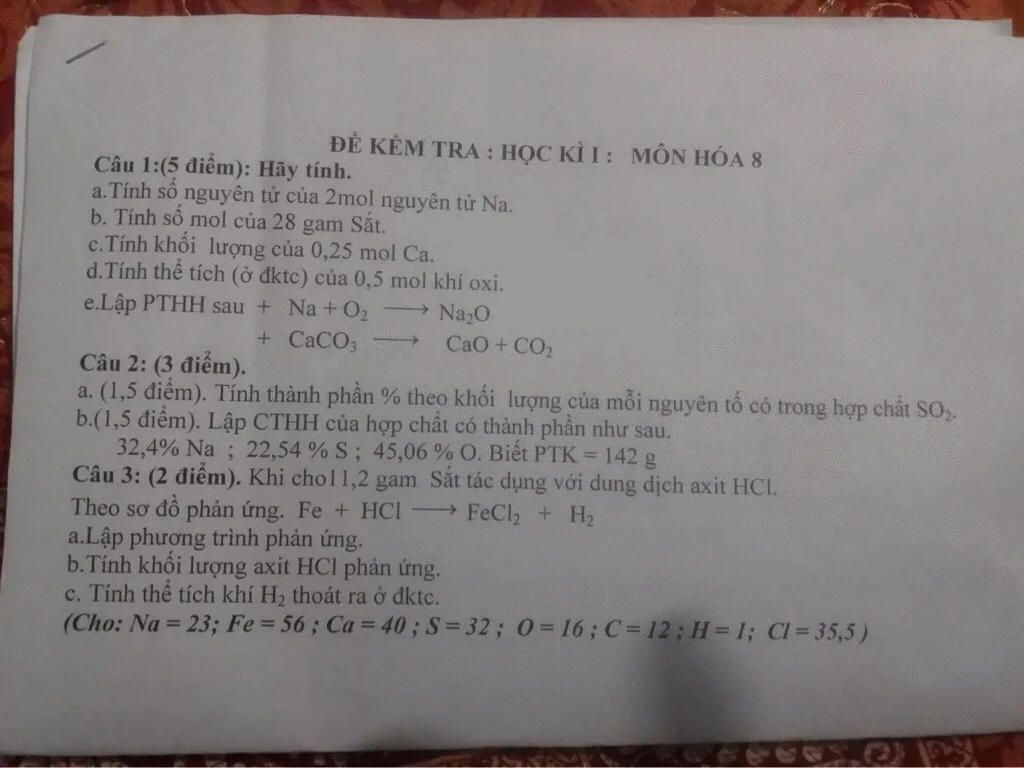 ĐỀ KẺM TRA : HỌC KÌ I : MÔN HÓA 8
Câu 1:(5 điểm): Hãy tính.
a.Tính số nguyên tử của 2mol nguyên tử Na.
b. Tính số mol của 28 gam Sắt.
c.Tính khối lượng của 0,25 mol Ca.
d.Tính thể tích (ở đktc) của 0,5 mol khí oxi.
e.Lập PTHH sau + Na + O₂ ⟶ Na₂O
+ CaCO₃ ⟶ CaO + CO₂
Câu 2: (3 điểm).
a. (1,5 điểm). Tính thành phần % theo khối lượng của mỗi nguyên tố có trong hợp chất SO₂.
b.(1,5 điểm). Lập CTHH của hợp chất có thành phần như sau.
32,4% Na ; 22,54 % S ; 45,06 % O. Biết PTK = 142 g
Câu 3: (2 điểm). Khi cho11,2 gam Sắt tác dụng với dung dịch axit HCl.
Theo sơ đồ phản ứng. Fe + HCl ⟶ FeCl₂ + H₂
a.Lập phương trình phản ứng.
b.Tính khối lượng axit HCl phản ứng.
c. Tính thể tích khí H₂ thoát ra ở đktc.
(Cho: Na = 23; Fe = 56 ; Ca = 40 ; S = 32 ; O = 16 ; C = 12 ; H = 1; Cl = 35,5 )